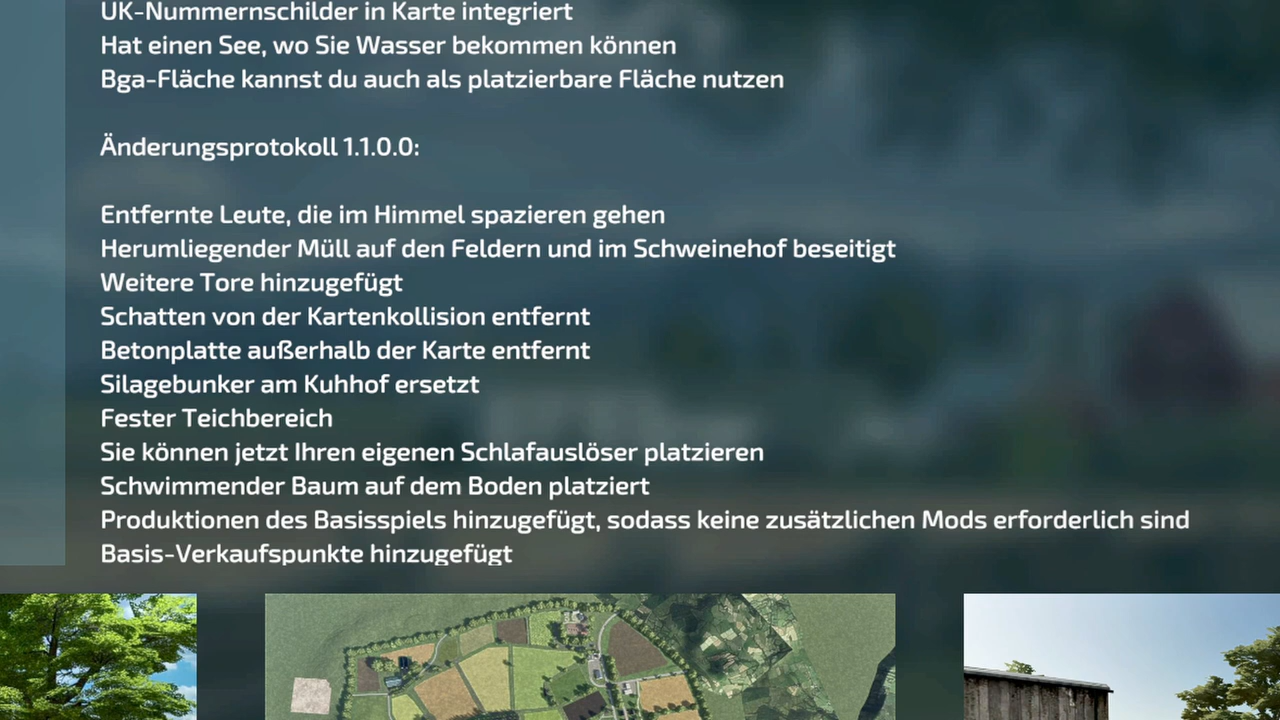 UK-Nummernschilder in Karte integriert
Hat einen See, wo Sie Wasser bekommen können
Bga-Fläche kannst du auch als platzierbare Fläche nutzen
Änderungsprotokoll 1.1.0.0:
Entfernte Leute, die im Himmel spazieren gehen
Herumliegender Müll auf den Feldern und im Schweinehof beseitigt
Weitere Tore hinzugefügt
Schatten von der Kartenkollision entfernt
Betonplatte außerhalb der Karte entfernt
Silagebunker am Kuhhof ersetzt
Fester Teichbereich
Sie können jetzt Ihren eigenen Schlafauslöser platzieren
Schwimmender Baum auf dem Boden platziert
Produktionen des Basisspiels hinzugefügt, sodass keine zusätzlichen Mods erforderlich sind
Basis-Verkaufspunkte hinzugefügt